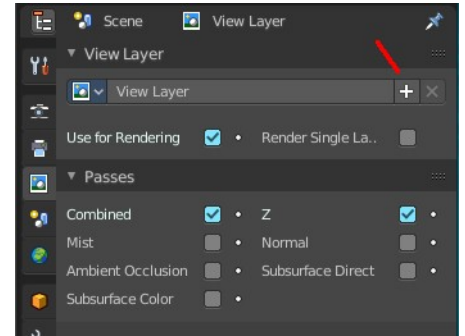 Scene View Layer
View Layer
View Layer
Use for Rendering Render Single La..
Passes
Combined Z
Mist Normal
Ambient Occlusion Subsurface Direct
Subsurface Color